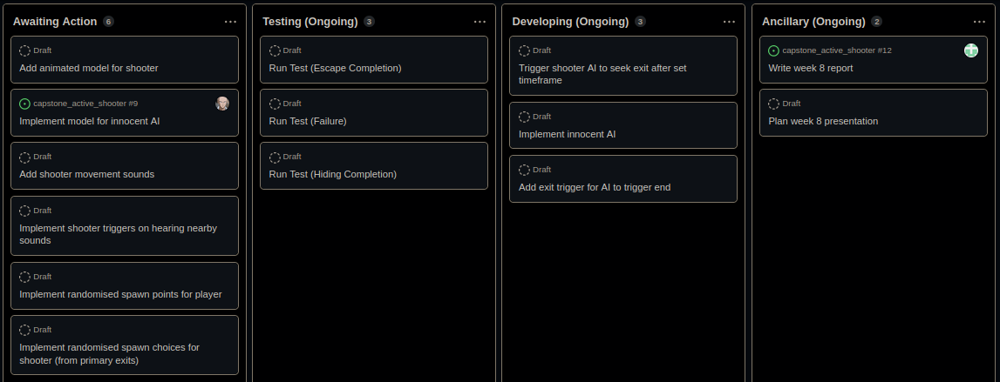 Awaiting Action 6
Draft
Add animated model for shooter
capstone_active_shooter #9
Implement model for innocent AI
Draft
Add shooter movement sounds
Draft
Implement shooter triggers on hearing nearby
sounds
Draft
Implement randomised spawn points for player
Draft
Implement randomised spawn choices for
shooter (from primary exits)
Testing (Ongoing) 3
Draft
Run Test (Escape Completion)
Draft
Run Test (Failure)
Draft
Run Test (Hiding Completion)
Developing (Ongoing) 3
Draft
Trigger shooter AI to seek exit after set
timeframe
Draft
Implement innocent AI
Draft
Add exit trigger for AI to trigger end
Ancillary (Ongoing) 2
capstone_active_shooter #12
Write week 8 report
Draft
Plan week 8 presentation